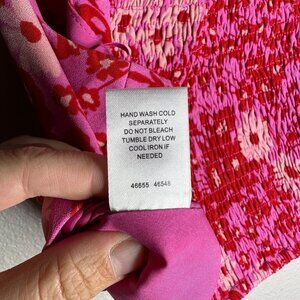 HAND WASH COLD
SEPARATELY
DO NOT BLEACH
TUMBLE DRY LOW
COOL IRON IF
NEEDED
46655 46548